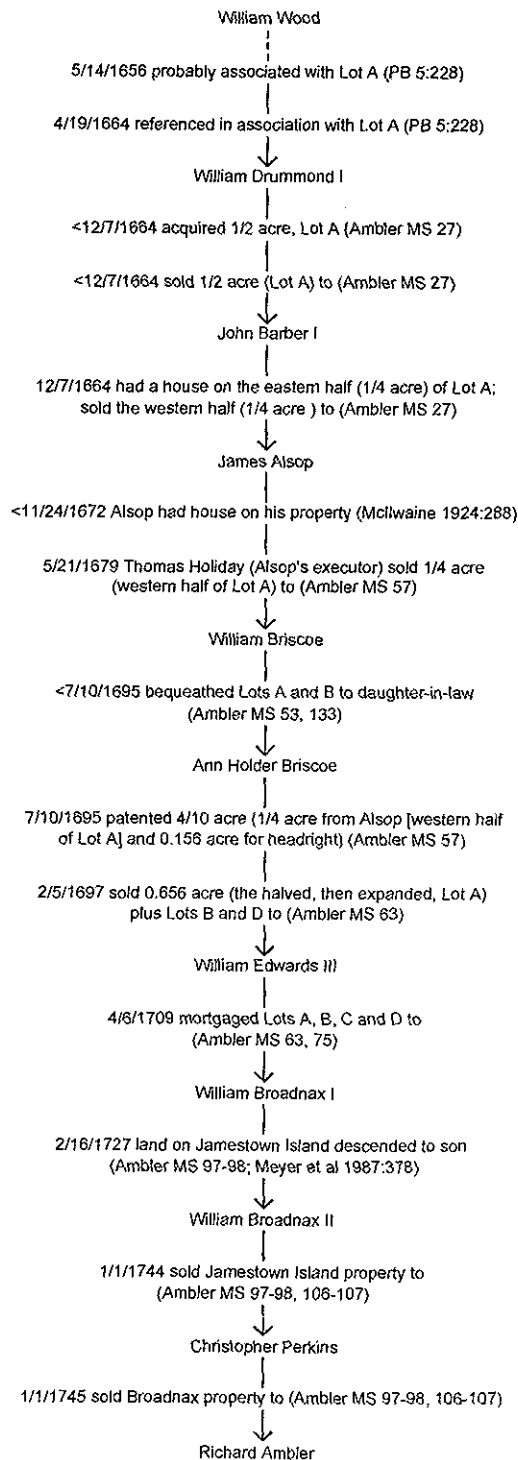 William Wood
5/14/1656 probably associated with Lot A (PB 5:228)
4/19/1664 referenced in association with Lot A (PB 5:228)
William Drummond I
<12/7/1664 acquired 1/2 acre, Lot A (Ambler MS 27)
<12/7/1664 sold 1/2 acre (Lot A) to (Ambler MS 27)
John Barber I
12/7/1664 had a house on the eastern half (1/4 acre) of Lot A;
sold the western half (1/4 acre ) to (Ambler MS 27)
James Alsop
<11/24/1672 Alsop had house on his property (McIlwaine 1924:288)
5/21/1679 Thomas Holiday (Alsop's executor) sold 1/4 acre
(western half of Lot A) to (Ambler MS 57)
William Briscoe
<7/10/1695 bequeathed Lots A and B to daughter-in-law
(Ambler MS 53, 133)
Ann Holder Briscoe
7/10/1695 patented 4/10 acre (1/4 acre from Alsop [western half
of Lot A] and 0.156 acre for headright) (Ambler MS 57)
2/5/1697 sold 0.656 acre (the halved, then expanded, Lot A)
plus Lots B and D to (Ambler MS 63)
William Edwards III
4/6/1709 mortgaged Lots A, B, C and D to
(Ambler MS 63, 75)
William Broadnax I
2/16/1727 land on Jamestown Island descended to son
(Ambler MS 97-98; Meyer et al 1987:378)
William Broadnax II
1/1/1744 sold Jamestown Island property to
(Ambler MS 97-98, 106-107)
Christopher Perkins
1/1/1745 sold Broadnax property to (Ambler MS 97-98, 106-107)
Richard Ambler